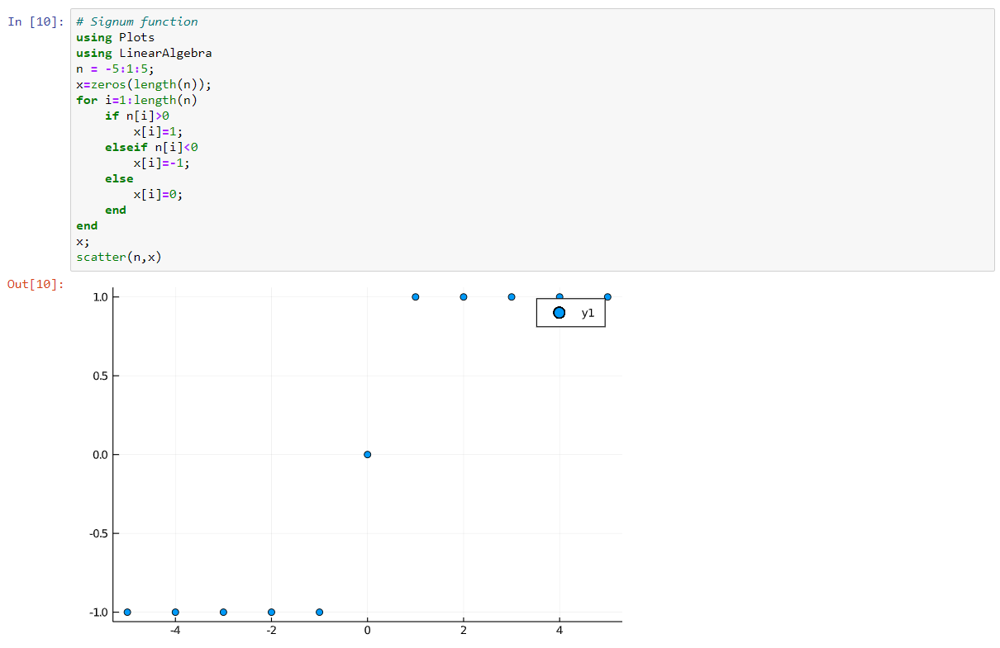 In [10]:
# Signum function
using Plots
using LinearAlgebra
n = -5:1:5;
x=zeros(length(n));
for i=1:length(n)
    if n[i]>0
        x[i]=1;
    elseif n[i]<0
        x[i]=-1;
    else
        x[i]=0;
    end
end
x;
scatter(n,x)
Out[10]:
1.0
y1
0.5
0.0
-0.5
-1.0
-4 -2 0 2 4